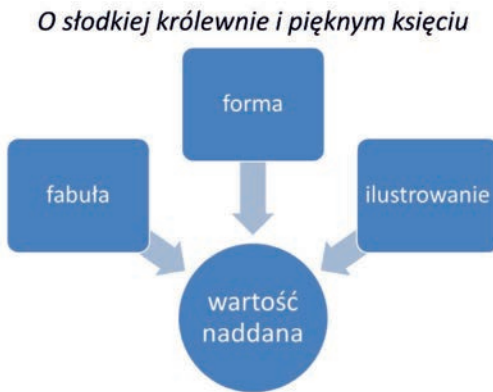 O słodkiej królewnie i pięknym księciu
forma
fabuła
ilustrowanie
wartość
naddana